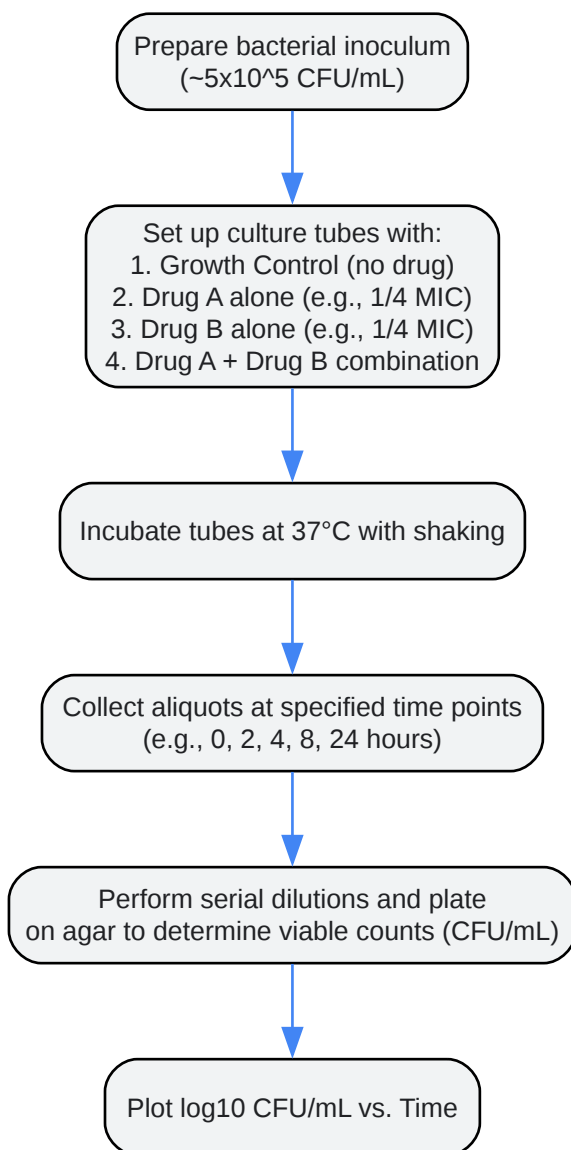 Prepare bacterial inoculum
(~5x10^5 CFU/mL)
Set up culture tubes with:
1. Growth Control (no drug)
2. Drug A alone (e.g., 1/4 MIC)
3. Drug B alone (e.g., 1/4 MIC)
4. Drug A + Drug B combination
Incubate tubes at 37°C with shaking
Collect aliquots at specified time points
(e.g., 0, 2, 4, 8, 24 hours)
Perform serial dilutions and plate
on agar to determine viable counts (CFU/mL)
Plot log10 CFU/mL vs. Time